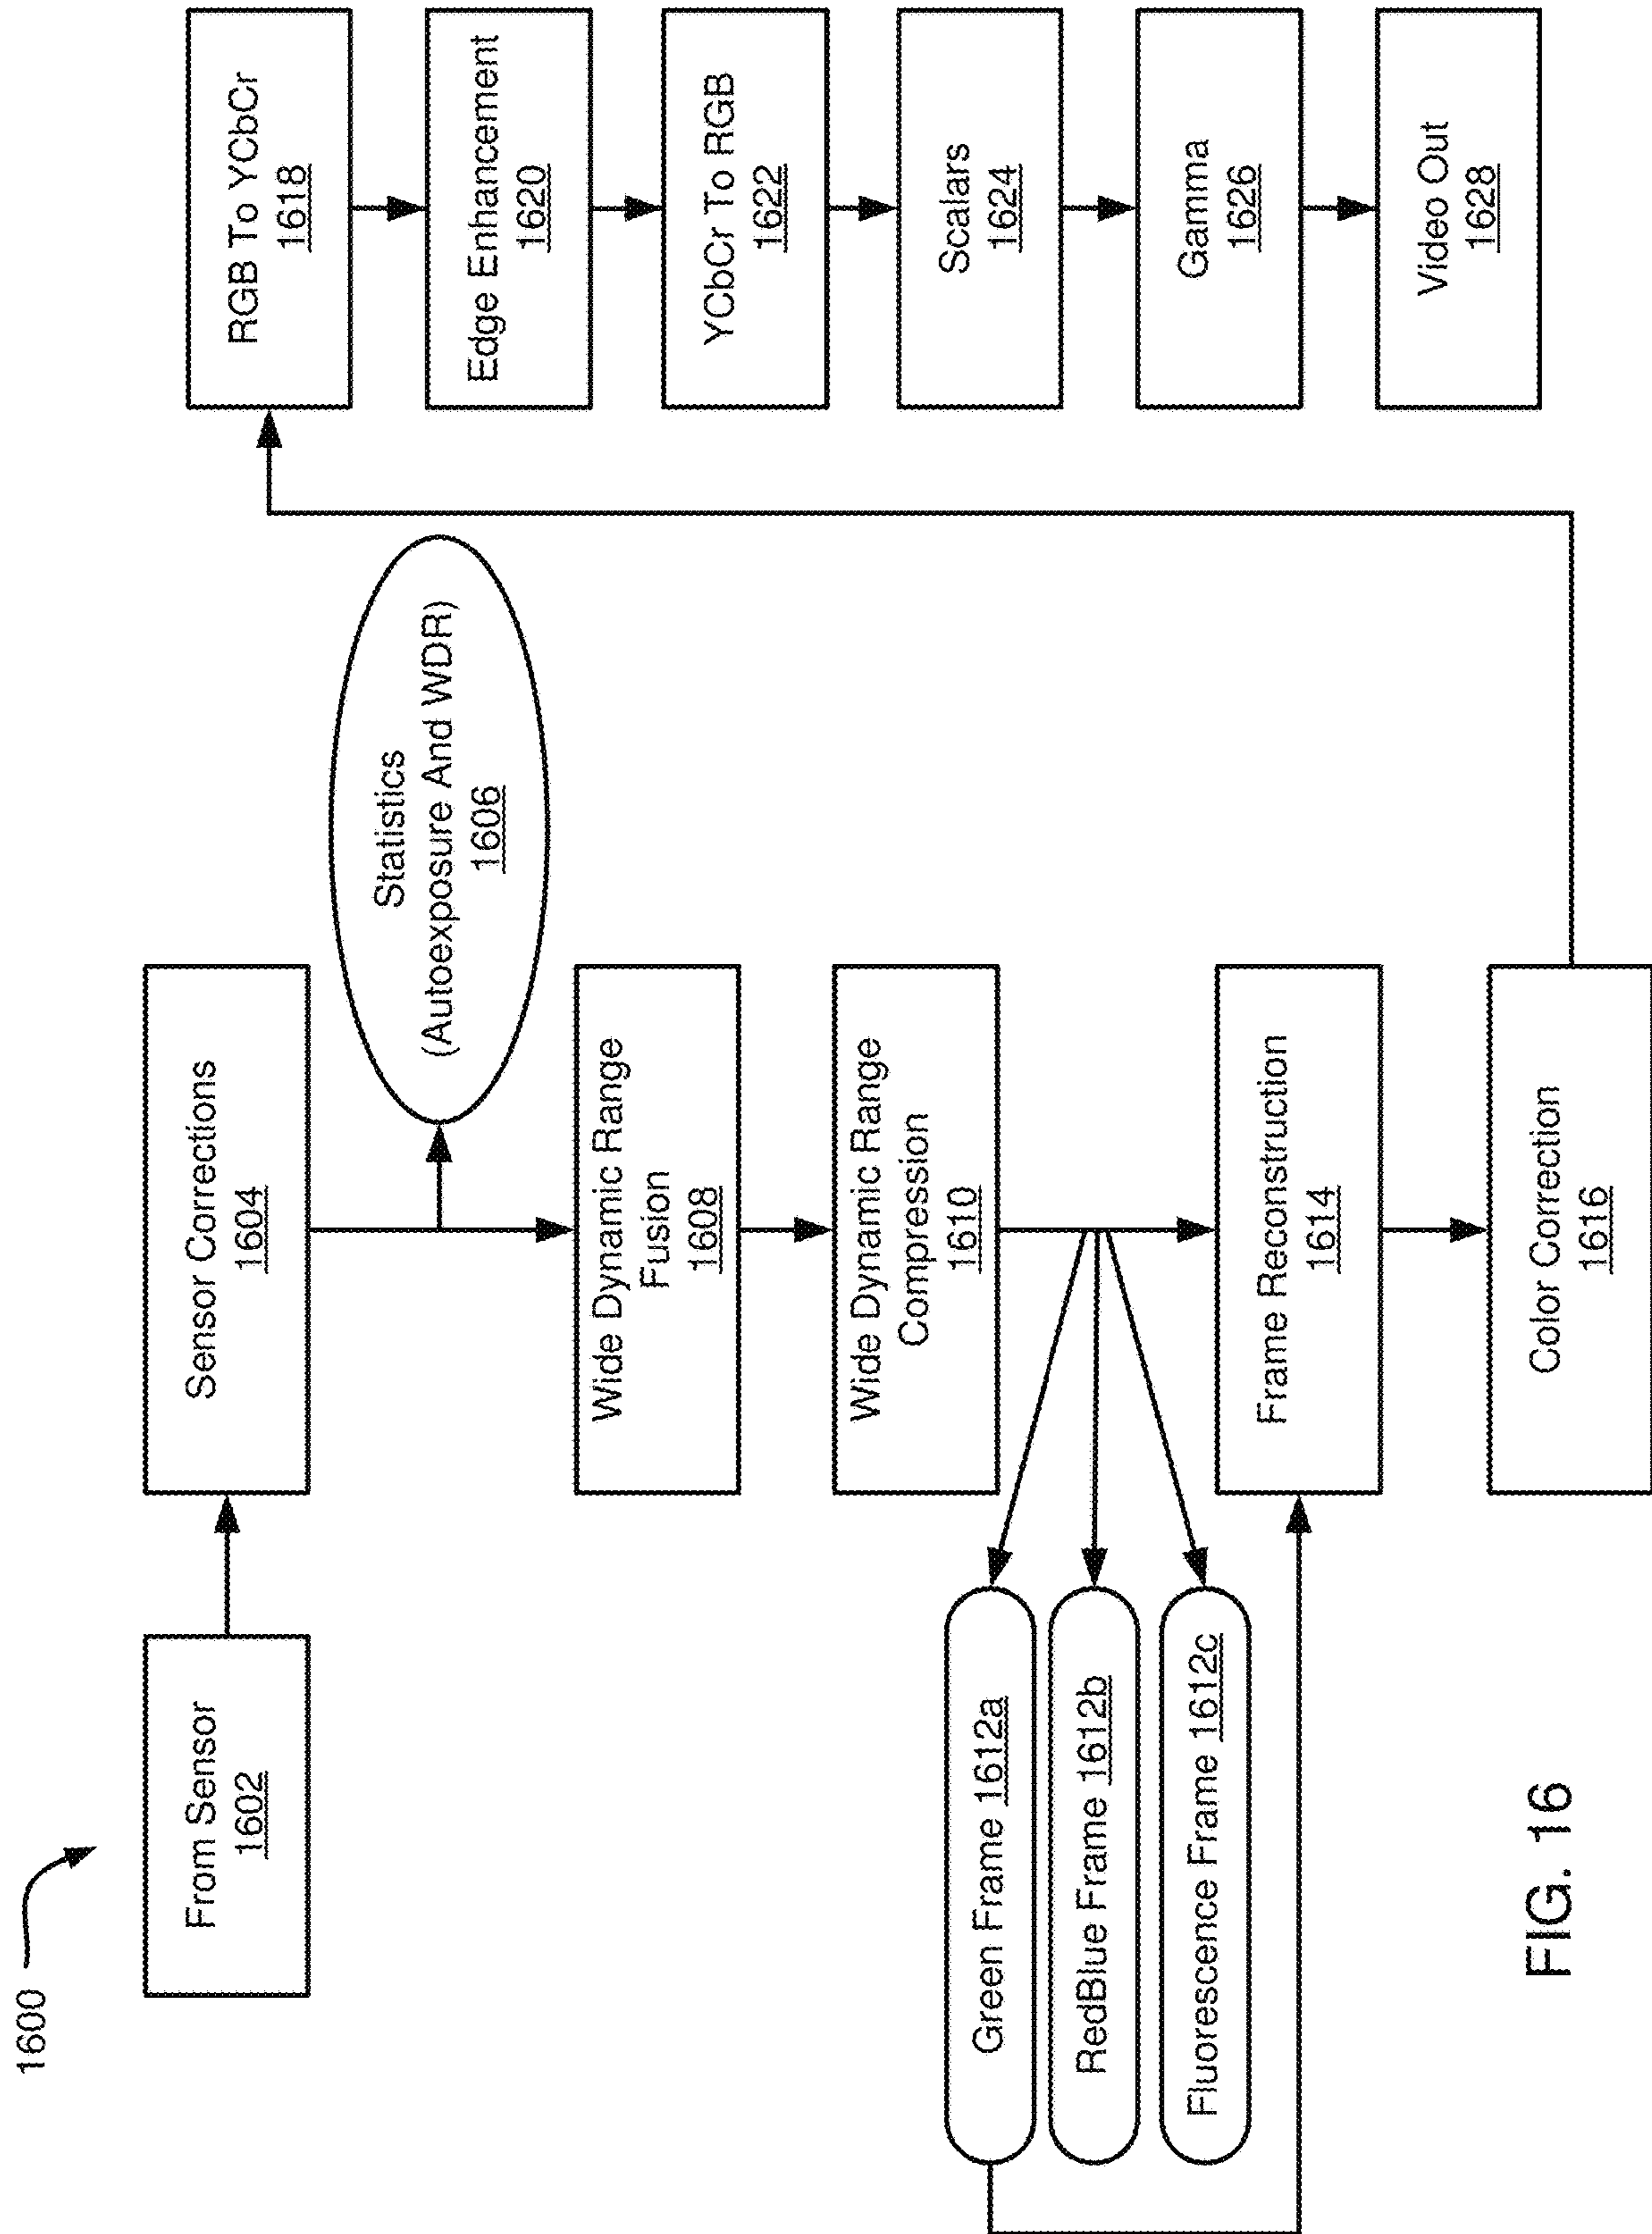 1600
From Sensor
1602
Sensor Corrections
1604
Statistics
(Autoexposure And WDR)
1606
Wide Dynamic Range
Fusion
1608
Wide Dynamic Range
Compression
1610
Green Frame 1612a
RedBlue Frame 1612b
Fluorescence Frame 1612c
Frame Reconstruction
1614
Color Correction
1616
RGB To YCbCr
1618
Edge Enhancement
1620
YCbCr To RGB
1622
Scalars
1624
Gamma
1626
Video Out
1628
FIG. 16